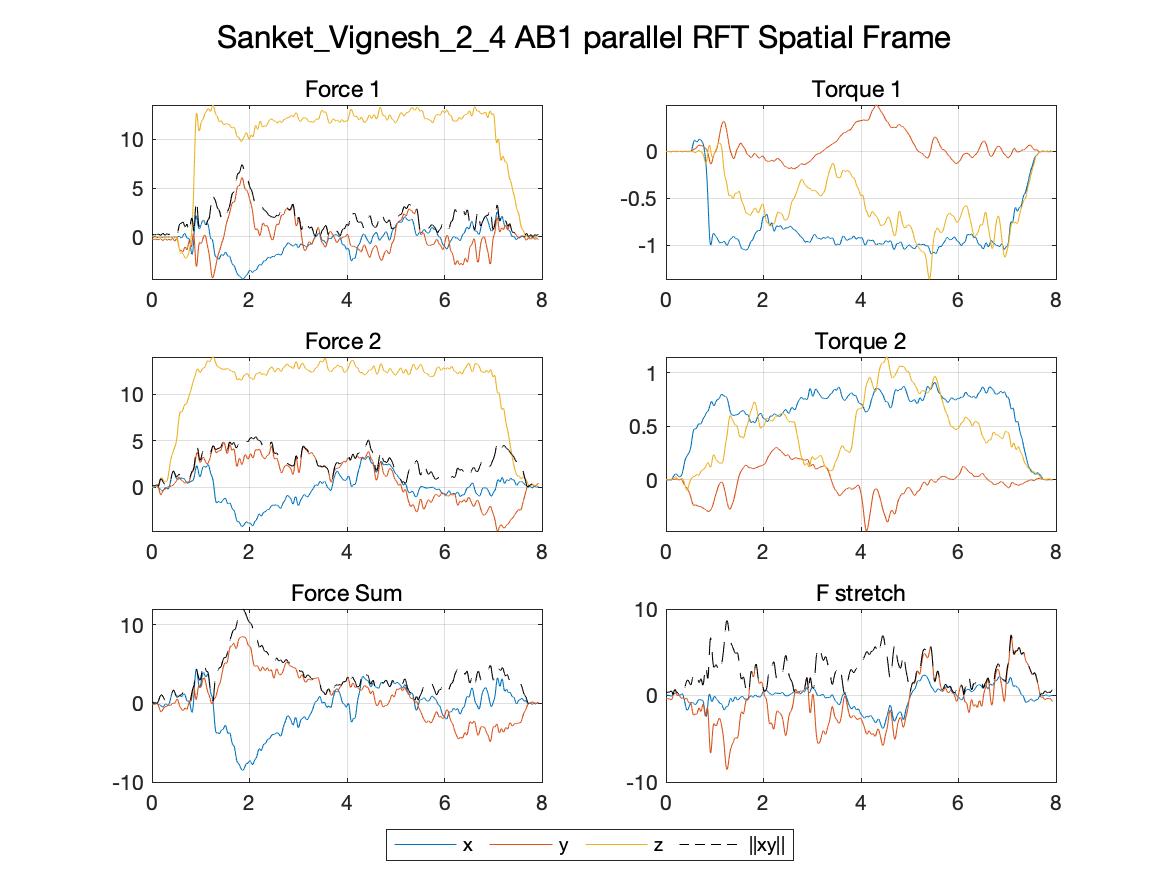 Sanket_Vignesh_2_4 AB1 parallel RFT Spatial Frame
Force 1
10
5
0
0 2 4 6 8
Torque 1
0
-0.5
-1
0 2 4 6 8
Force 2
10
5
0
0 2 4 6 8
Torque 2
1
0.5
0
0 2 4 6 8
Force Sum
10
0
-10
0 2 4 6 8
F stretch
10
0
-10
0 2 4 6 8
x y z ||xy||